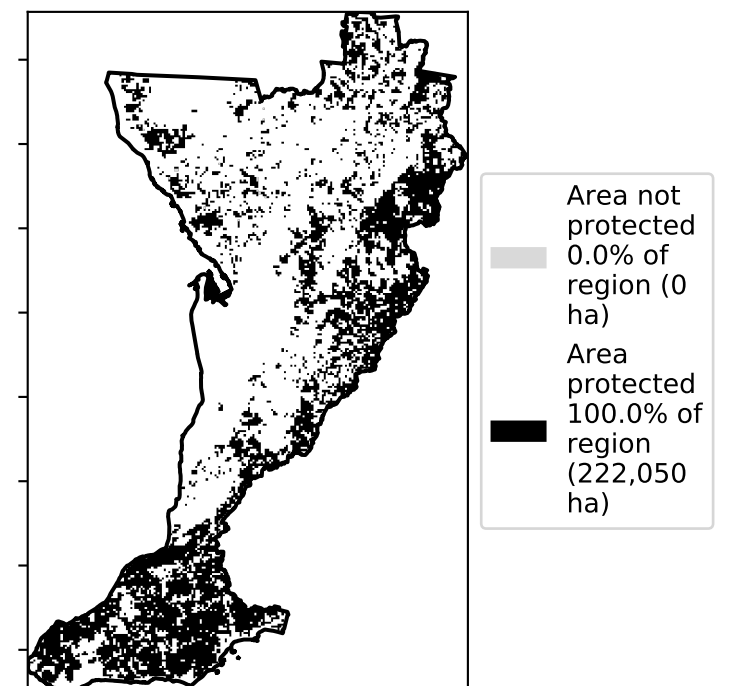 Area not
protected
0.0% of
region (0
ha)
Area
protected
100.0% of
region
(222,050
ha)